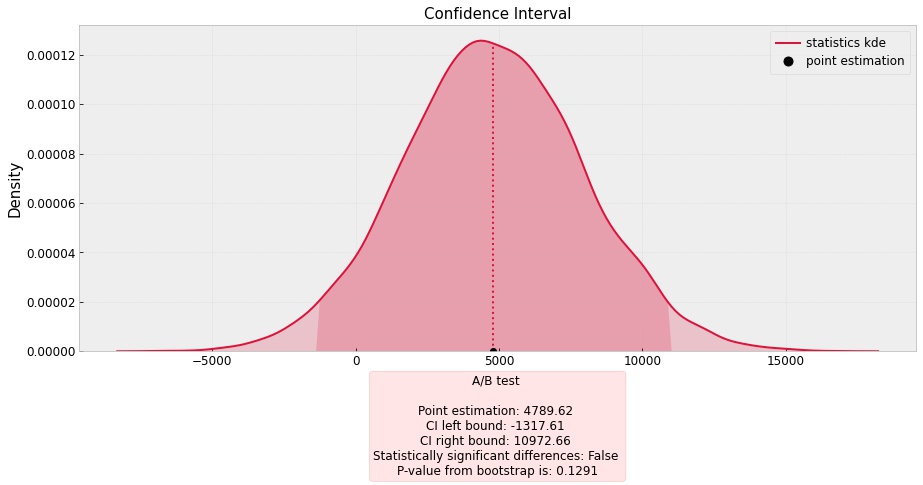 Confidence Interval
statistics kde
point estimation
0.00012
0.00010
0.00008
0.00006
0.00004
0.00002
0.00000
Density
−5000 0 5000 10000 15000
A/B test
Point estimation: 4789.62
CI left bound: -1317.61
CI right bound: 10972.66
Statistically significant differences: False
P-value from bootstrap is: 0.1291